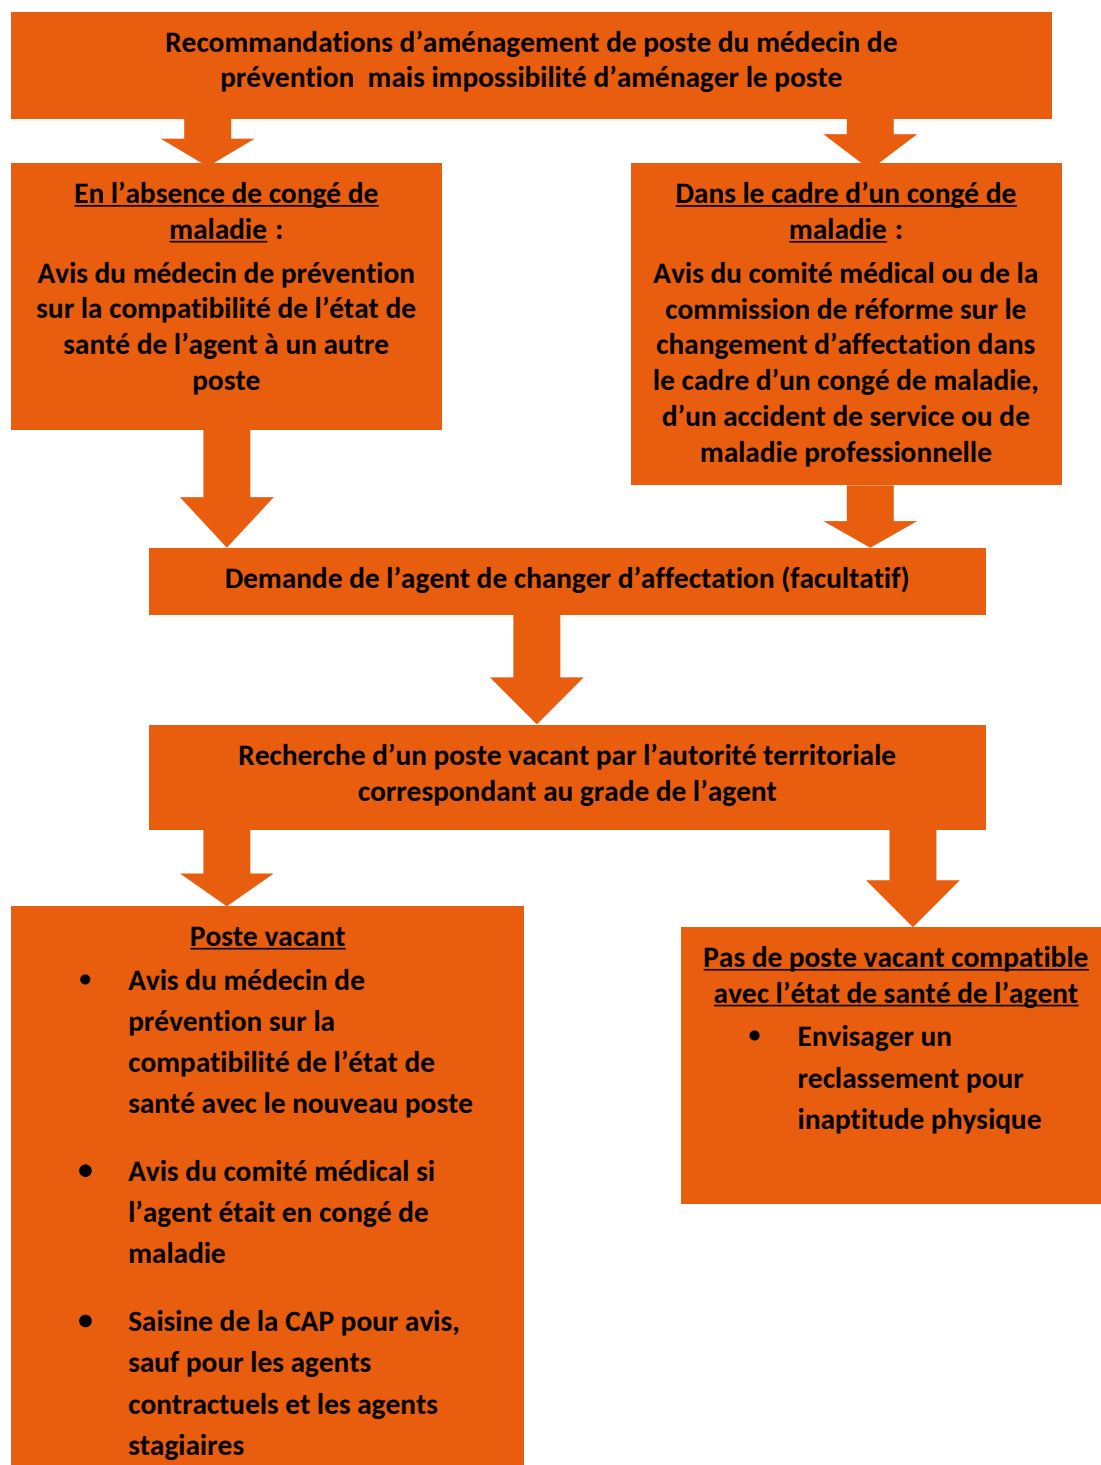 Recommandations d’aménagement de poste du médecin de
prévention  mais impossibilité d’aménager le poste
En l’absence de congé de
maladie :
Avis du médecin de prévention
sur la compatibilité de l’état de
santé de l’agent à un autre
poste
Dans le cadre d’un congé de
maladie :
Avis du comité médical ou de la
commission de réforme sur le
changement d’affectation dans
le cadre d’un congé de maladie,
d’un accident de service ou de
maladie professionnelle
Demande de l’agent de changer d’affectation (facultatif)
Recherche d’un poste vacant par l’autorité territoriale
correspondant au grade de l’agent
Poste vacant
• Avis du médecin de
prévention sur la
compatibilité de l’état de
santé avec le nouveau poste
• Avis du comité médical si
l’agent était en congé de
maladie
• Saisine de la CAP pour avis,
sauf pour les agents
contractuels et les agents
stagiaires
Pas de poste vacant compatible
avec l’état de santé de l’agent
• Envisager un
reclassement pour
inaptitude physique